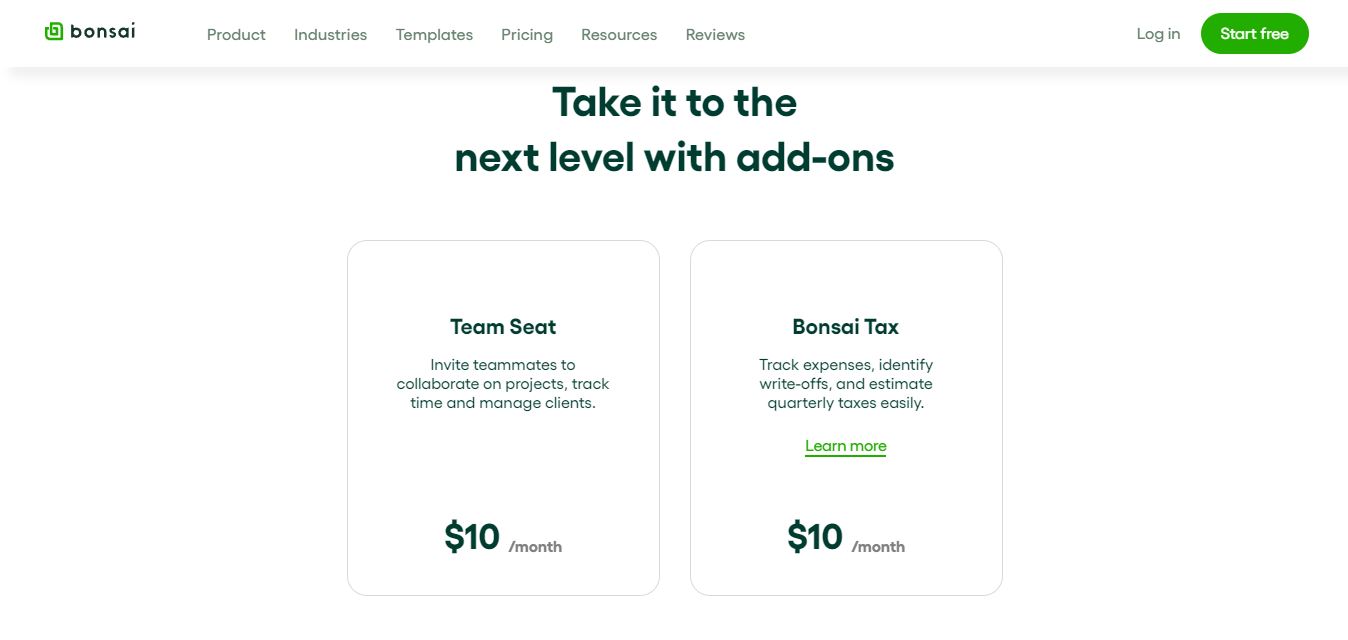 bonsai
Product Industries Templates Pricing Resources Reviews
Log in
Start free
Take it to the
next level with add-ons
Team Seat
Invite teammates to
collaborate on projects, track
time and manage clients.
$10 /month
Bonsai Tax
Track expenses, identify
write-offs, and estimate
quarterly taxes easily.
Learn more
$10 /month